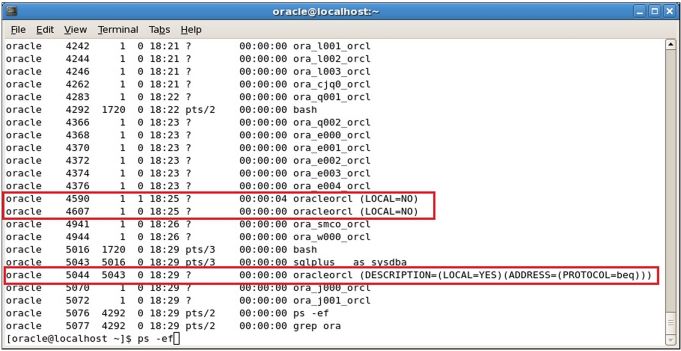 oracle@localhost:~
File Edit View Terminal Tabs Help
oracle 4242 1 0 18:21 ? 00:00:00 ora_l001_orcl
oracle 4244 1 0 18:21 ? 00:00:00 ora_l002_orcl
oracle 4246 1 0 18:21 ? 00:00:00 ora_l003_orcl
oracle 4262 1 0 18:21 ? 00:00:00 ora_cjq0_orcl
oracle 4283 1 0 18:22 ? 00:00:00 ora_q001_orcl
oracle 4292 1720 0 18:22 pts/2 00:00:00 bash
oracle 4366 1 0 18:23 ? 00:00:00 ora_q002_orcl
oracle 4368 1 0 18:23 ? 00:00:00 ora_e000_orcl
oracle 4370 1 0 18:23 ? 00:00:00 ora_e001_orcl
oracle 4372 1 0 18:23 ? 00:00:00 ora_e002_orcl
oracle 4374 1 0 18:23 ? 00:00:00 ora_e003_orcl
oracle 4376 1 0 18:23 ? 00:00:00 ora_e004_orcl
oracle 4590 1 1 18:25 ? 00:00:04 oracleorcl (LOCAL=NO)
oracle 4607 1 0 18:25 ? 00:00:00 oracleorcl (LOCAL=NO)
oracle 4941 1 0 18:26 ? 00:00:00 ora_smco_orcl
oracle 4944 1 0 18:26 ? 00:00:00 ora_w000_orcl
oracle 5016 1720 0 18:29 pts/3 00:00:00 bash
oracle 5043 5016 0 18:29 pts/3 00:00:00 sqlplus as sysdba
oracle 5044 5043 0 18:29 ? 00:00:00 oracleorcl (DESCRIPTION=(LOCAL=YES)(ADDRESS=(PROTOCOL=beq)))
oracle 5070 1 0 18:29 ? 00:00:00 ora_j000_orcl
oracle 5072 1 0 18:29 ? 00:00:00 ora_j001_orcl
oracle 5076 4292 0 18:29 pts/2 00:00:00 ps -ef
oracle 5077 4292 0 18:29 pts/2 00:00:00 grep ora
[oracle@localhost ~]$ ps -ef